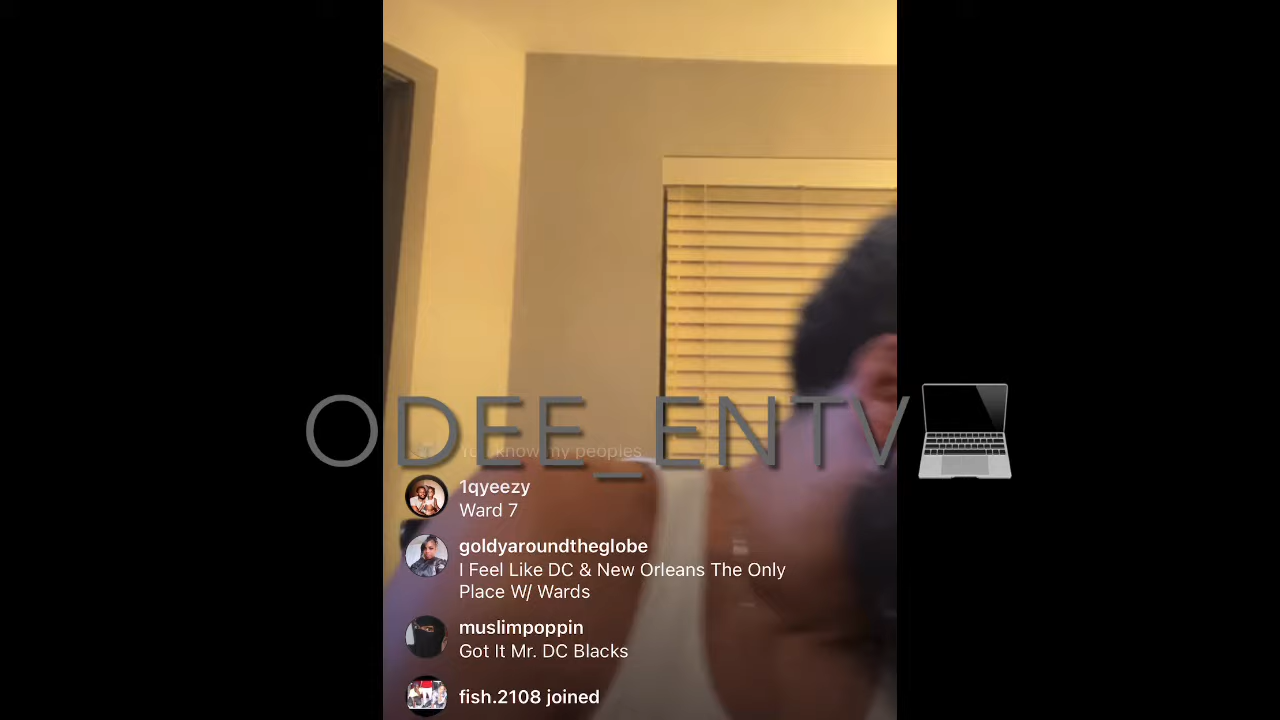 ODEE_ENTV
You know my peoples
1qyeezy
Ward 7
goldyaroundtheglobe
I Feel Like DC & New Orleans The Only
Place W/ Wards
muslimpoppin
Got It Mr. DC Blacks
fish.2108 joined